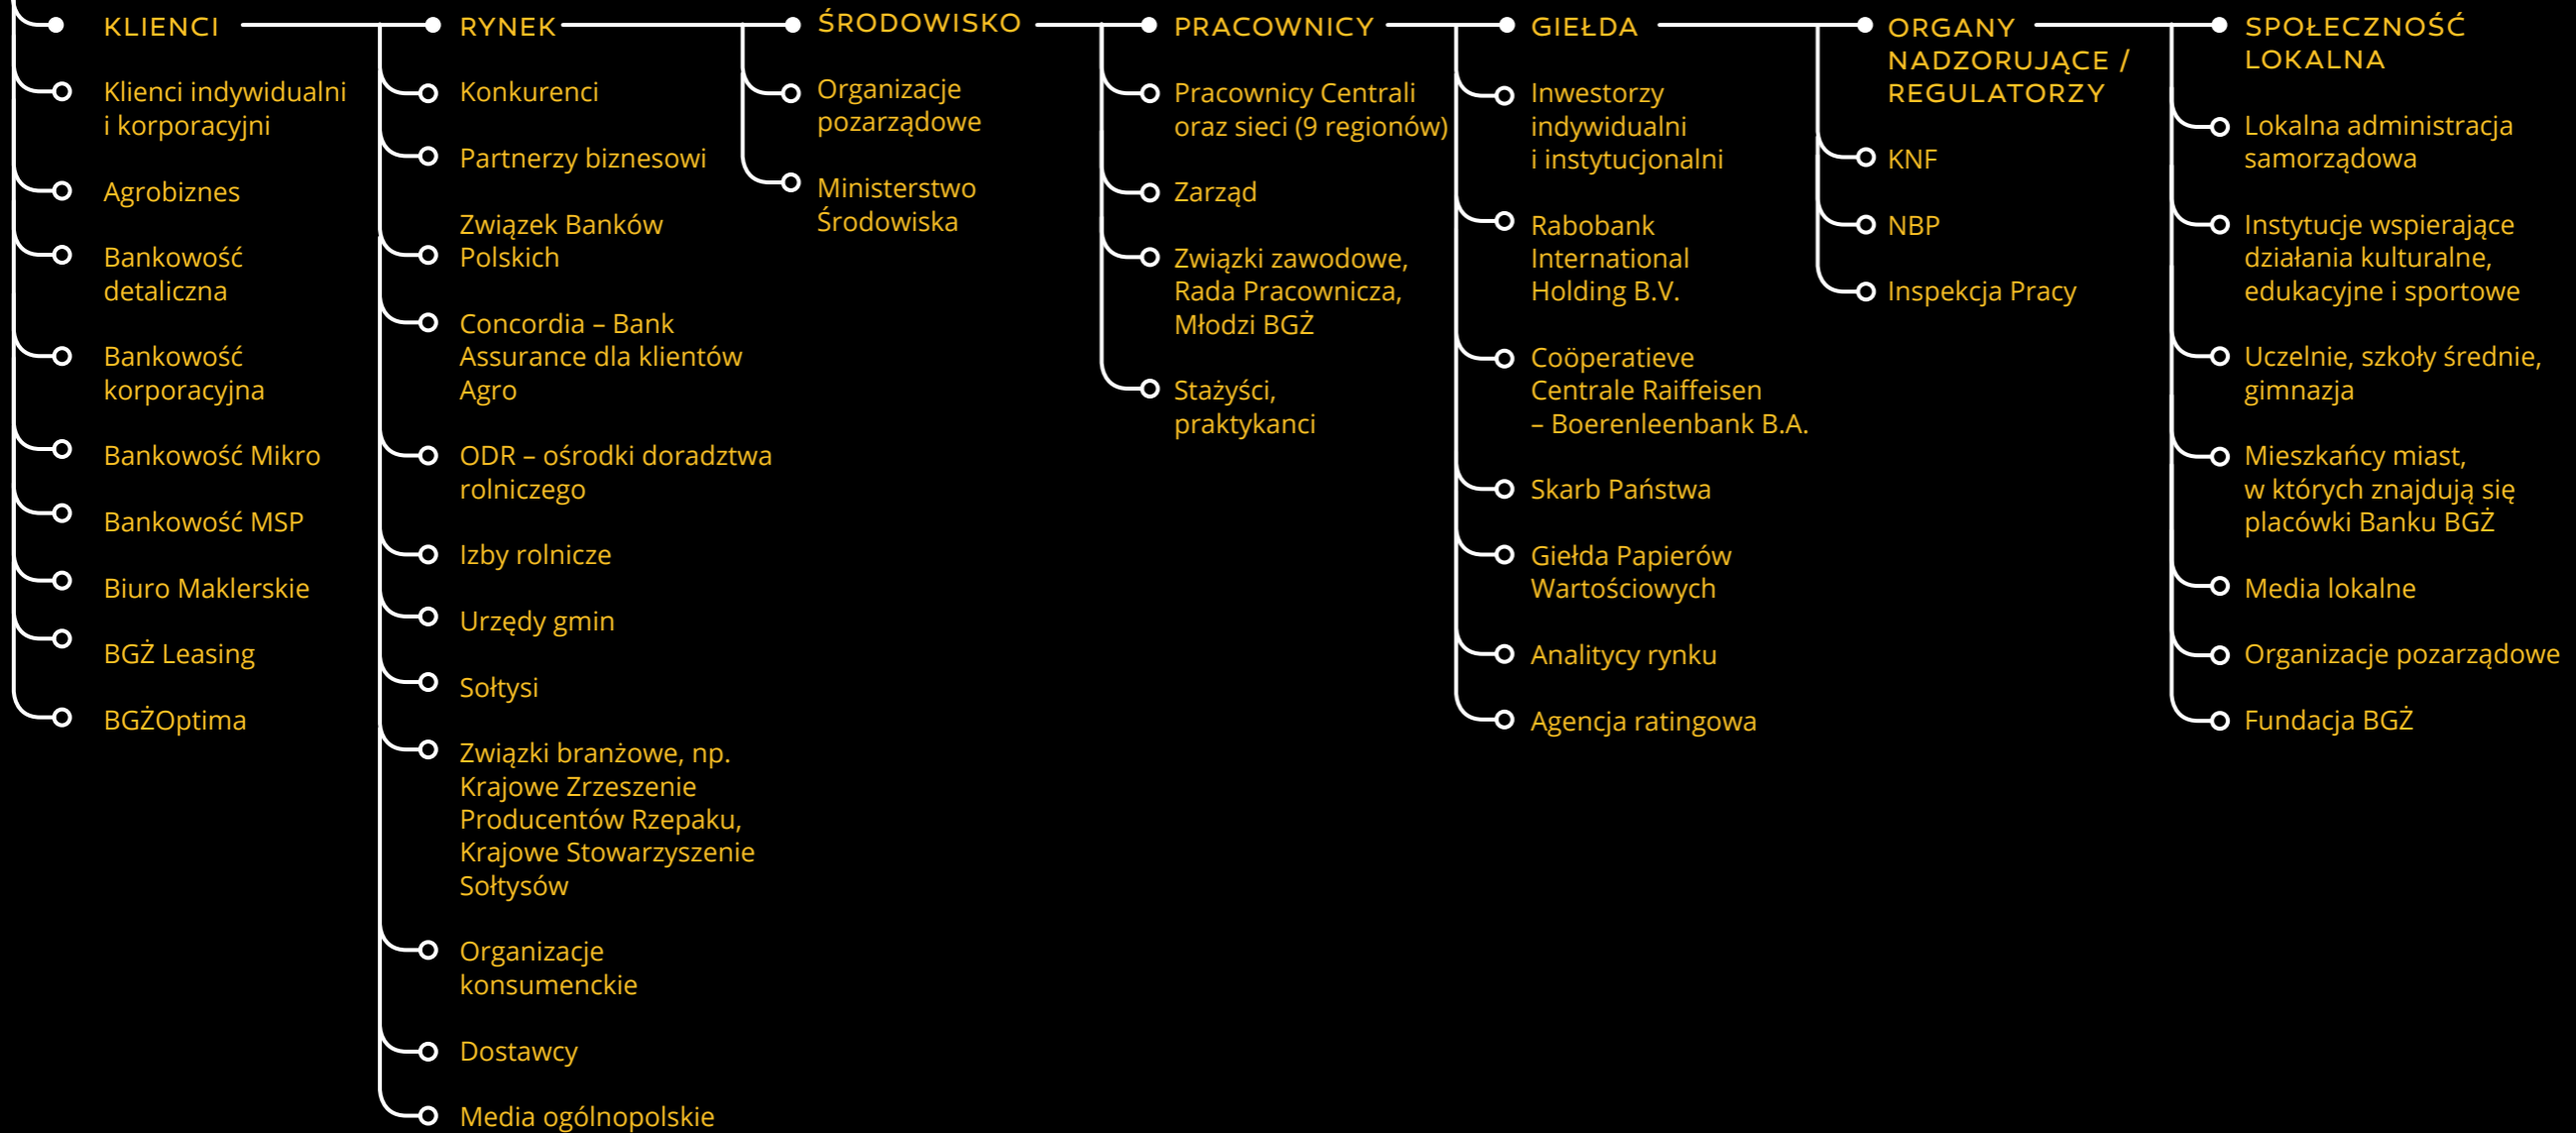 KLIENCI
Klienci indywidualni
i korporacyjni
Agrobiznes
Bankowość
detaliczna
Bankowość
korporacyjna
Bankowość Mikro
Bankowość MSP
Biuro Maklerskie
BGŻ Leasing
BGŻOptima
RYNEK
Konkurenci
Partnerzy biznesowi
Związek Banków
Polskich
Concordia – Bank
Assurance dla klientów
Agro
ODR – ośrodki doradztwa
rolniczego
Izby rolnicze
Urzędy gmin
Sołtysi
Związki branżowe, np.
Krajowe Zrzeszenie
Producentów Rzepaku,
Krajowe Stowarzyszenie
Sołtysów
Organizacje
konsumenckie
Dostawcy
Media ogólnopolskie
ŚRODOWISKO
Organizacje
pozarządowe
Ministerstwo
Środowiska
PRACOWNICY
Pracownicy Centrali
oraz sieci (9 regionów)
Zarząd
Związki zawodowe,
Rada Pracownicza,
Młodzi BGŻ
Stażyści,
praktykanci
GIEŁDA
Inwestorzy
indywidualni
i instytucjonalni
Rabobank
International
Holding B.V.
Coöperatieve
Centrale Raiffeisen
– Boerenleenbank B.A.
Skarb Państwa
Giełda Papierów
Wartościowych
Analitycy rynku
Agencja ratingowa
ORGANY
NADZORUJĄCE /
REGULATORZY
KNF
NBP
Inspekcja Pracy
SPOŁECZNOŚĆ
LOKALNA
Lokalna administracja
samorządowa
Instytucje wspierające
działania kulturalne,
edukacyjne i sportowe
Uczelnie, szkoły średnie,
gimnazja
Mieszkańcy miast,
w których znajdują się
placówki Banku BGŻ
Media lokalne
Organizacje pozarządowe
Fundacja BGŻ